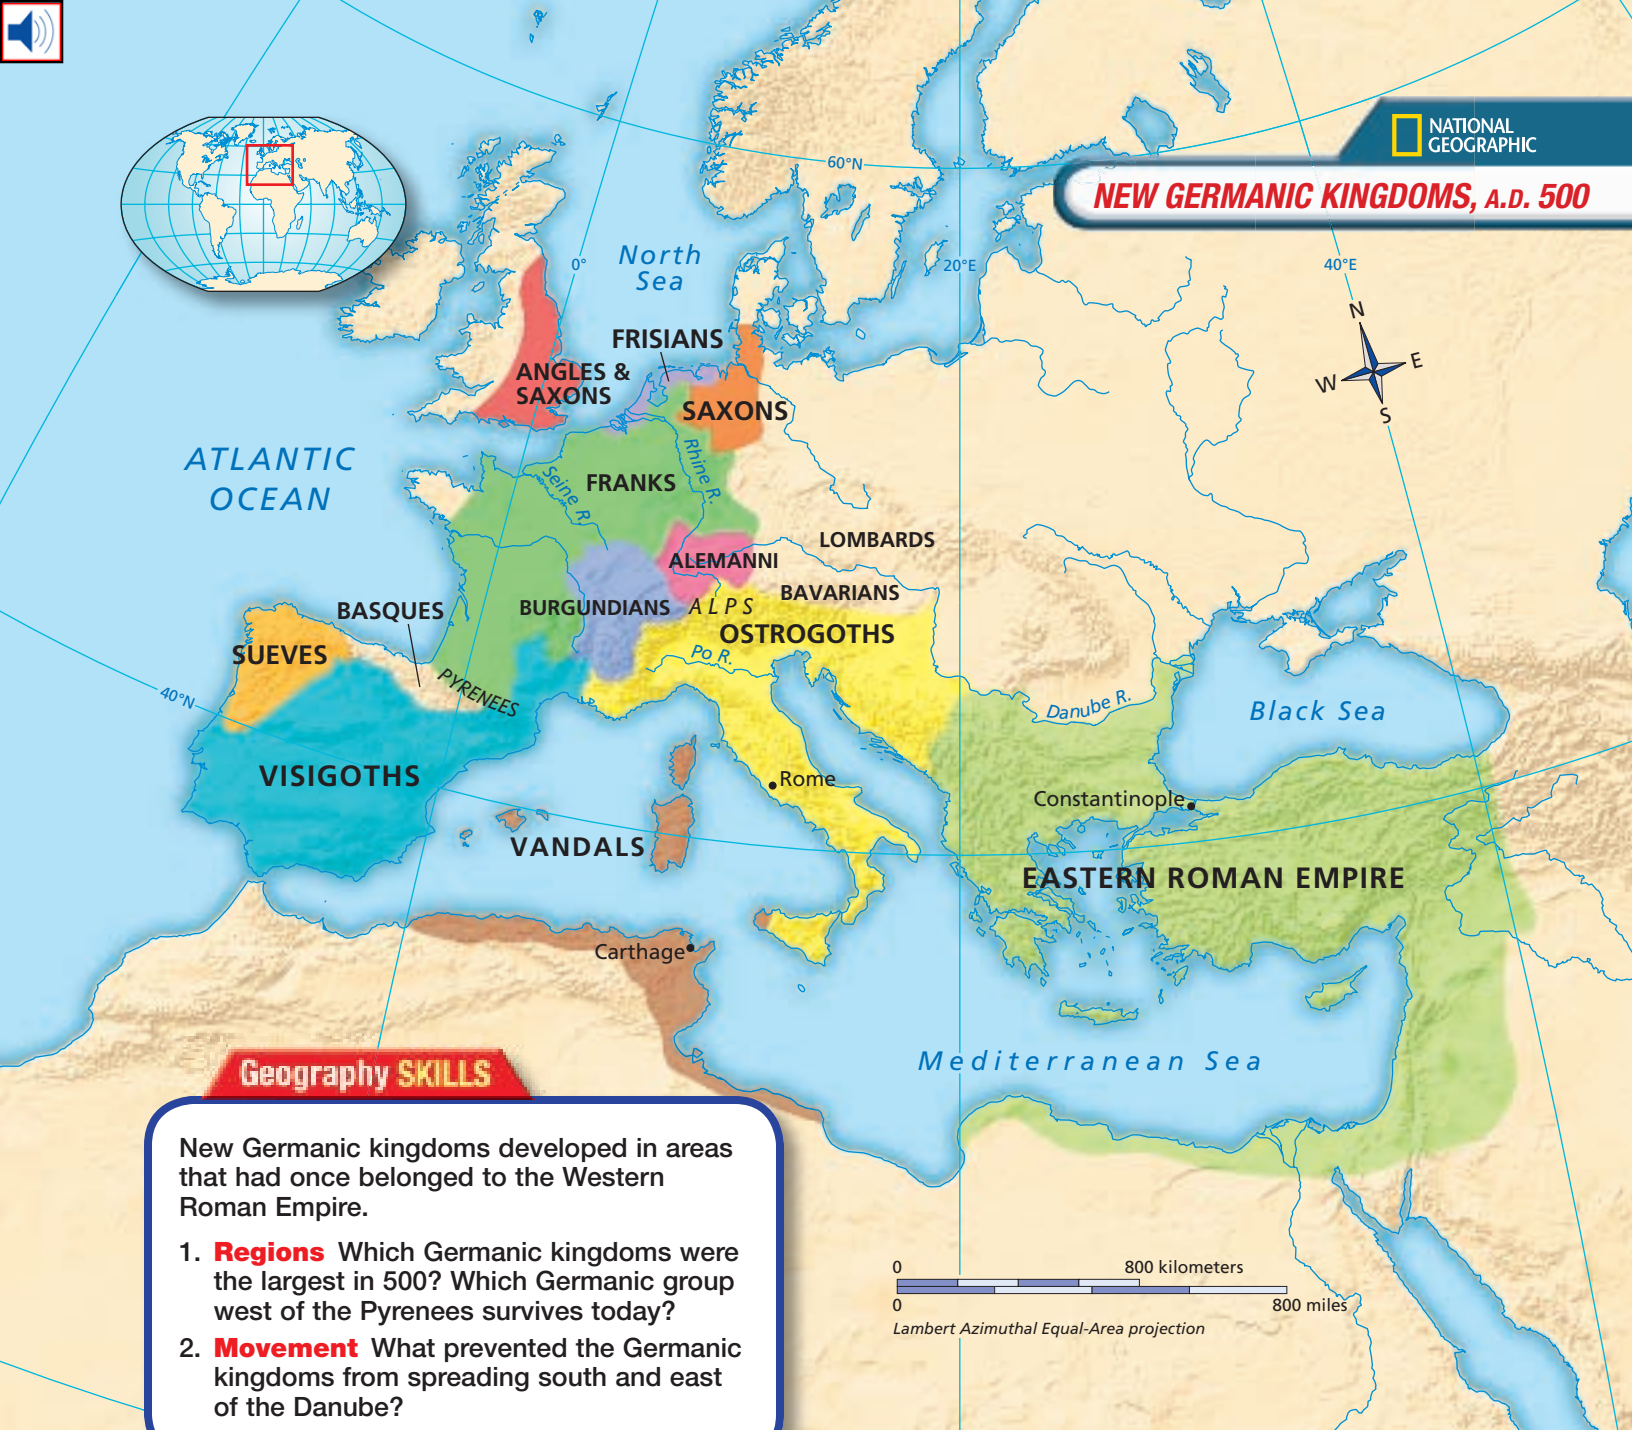 NATIONAL
GEOGRAPHIC
NEW GERMANIC KINGDOMS, A.D. 500
60°N
0°
20°E
40°E
North
Sea
N
E
W
S
FRISIANS
ANGLES &
SAXONS
SAXONS
ATLANTIC
OCEAN
Rhine R.
Seine R.
FRANKS
LOMBARDS
ALEMANNI
BAVARIANS
BASQUES
BURGUNDIANS
ALPS
OSTROGOTHS
SUEVES
Po R.
40°N
PYRENEES
Danube R.
Black Sea
VISIGOTHS
Rome
Constantinople
VANDALS
EASTERN ROMAN EMPIRE
Carthage
Mediterranean Sea
Geography SKILLS
New Germanic kingdoms developed in areas
that had once belonged to the Western
Roman Empire.
1. Regions Which Germanic kingdoms were
the largest in 500? Which Germanic group
west of the Pyrenees survives today?
2. Movement What prevented the Germanic
kingdoms from spreading south and east
of the Danube?
0 800 kilometers
0 800 miles
Lambert Azimuthal Equal-Area projection